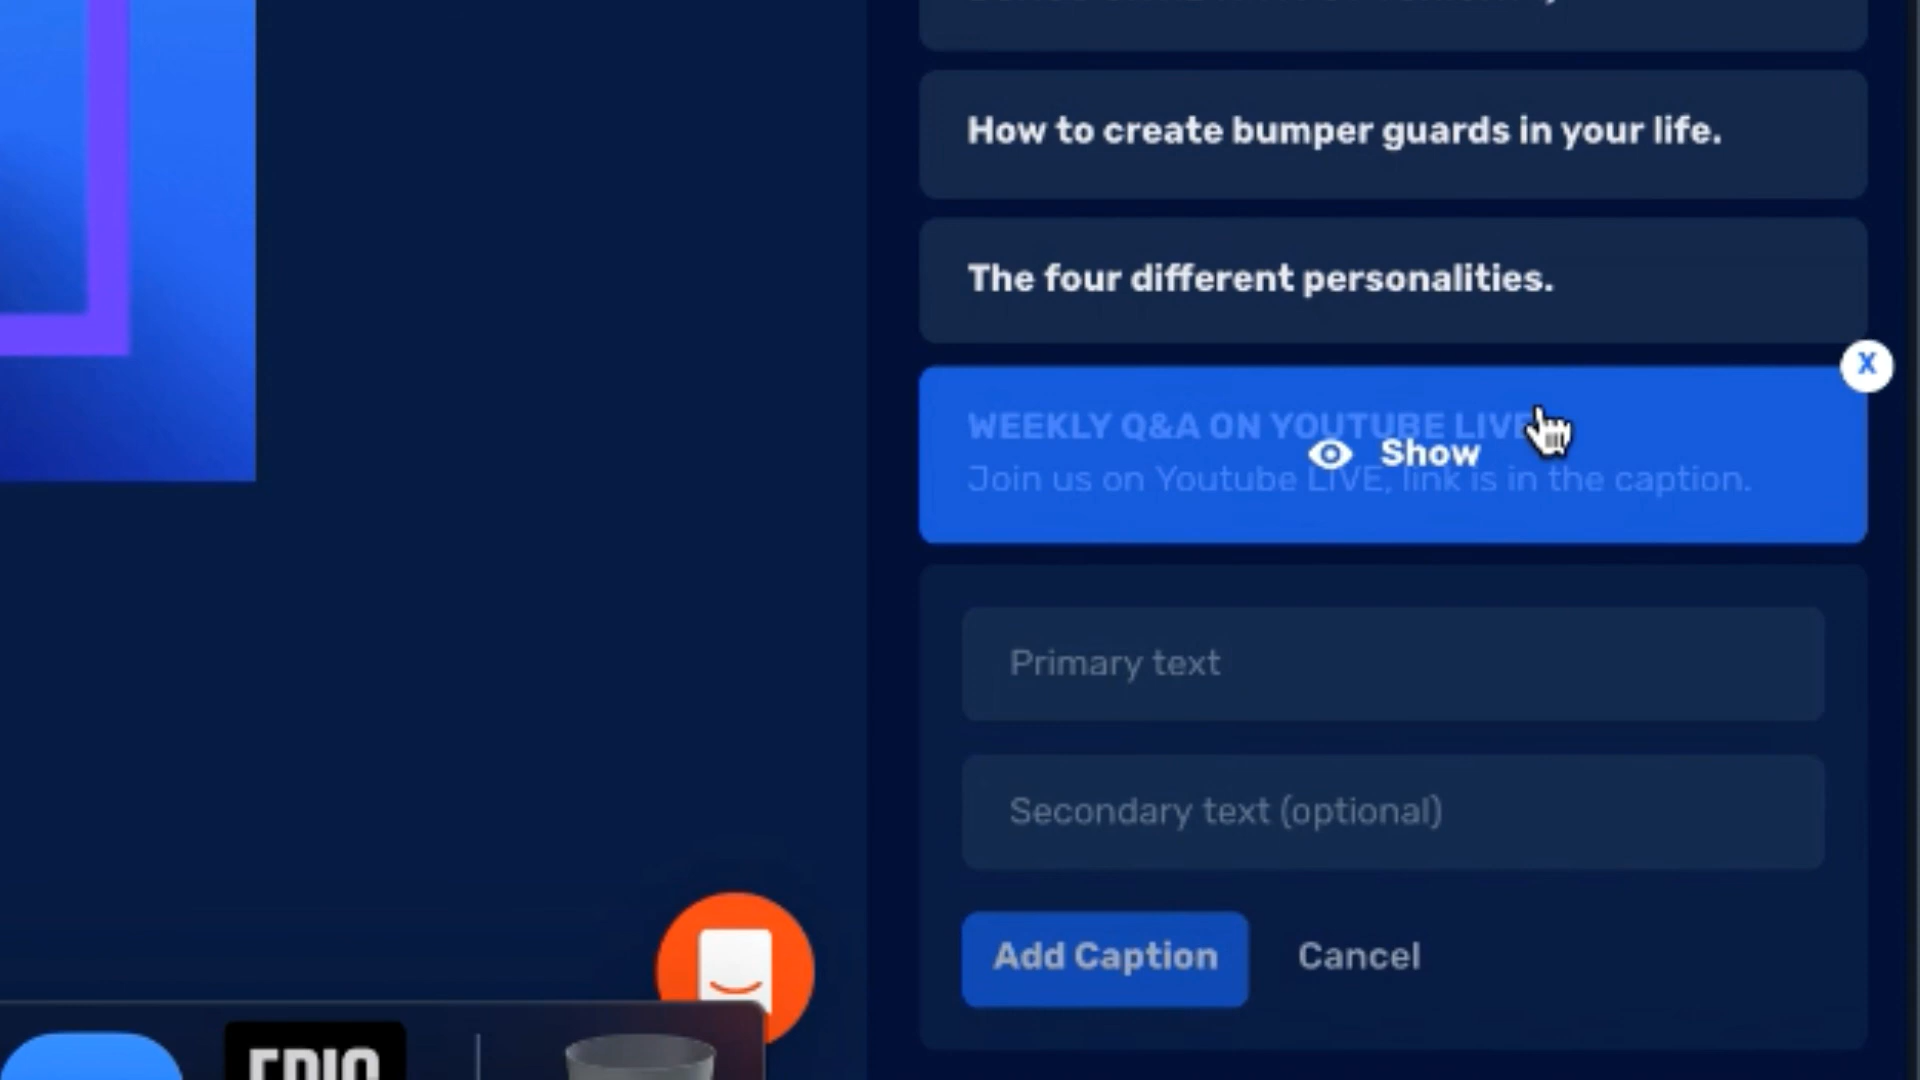 How to create bumper guards in your life.
The four different personalities.
X
WEEKLY Q&A ON YOUTUBE LIVE
Show
Join us on Youtube LIVE, link is in the caption.
Primary text
Secondary text (optional)
Add Caption
Cancel
EPIC